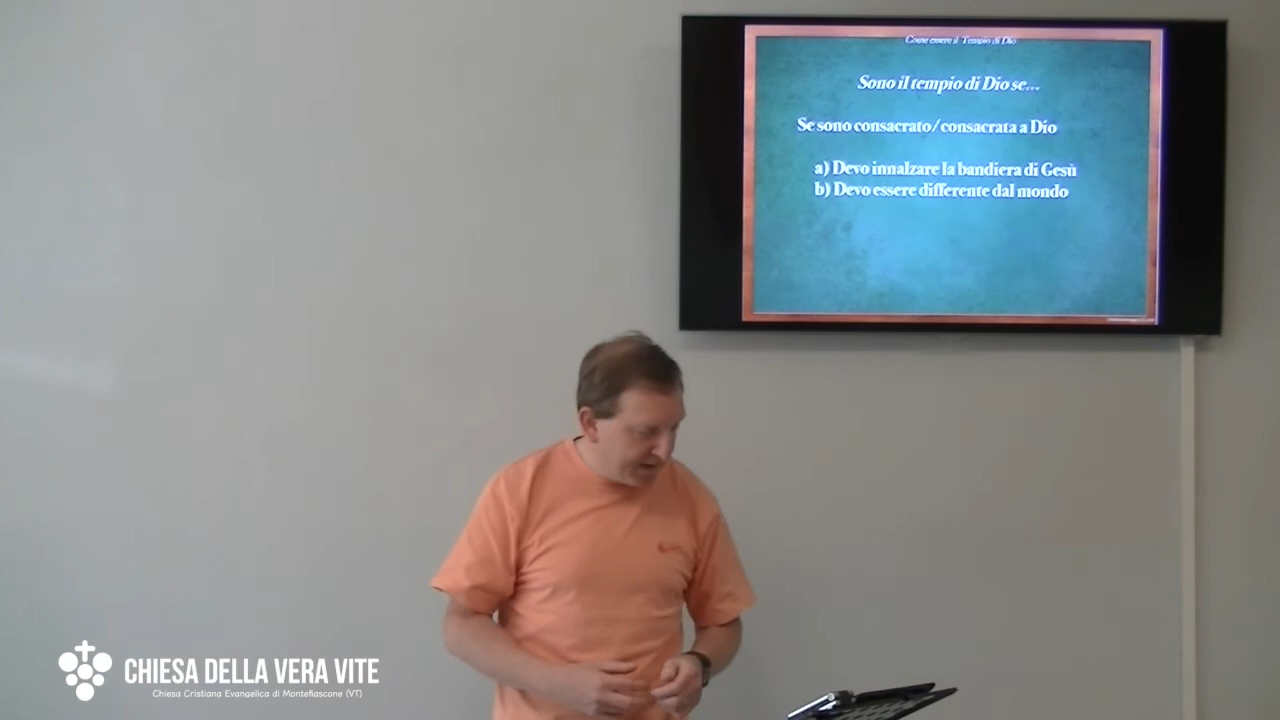 Come essere il Tempio di Dio
Sono il tempio di Dio se...
Se sono consacrato/consacrata a Dio
a) Devo innalzare la bandiera di Gesù
b) Devo essere differente dal mondo
CHIESA DELLA VERA VITE
Chiesa Cristiana Evangelica di Montefiascone (VT)